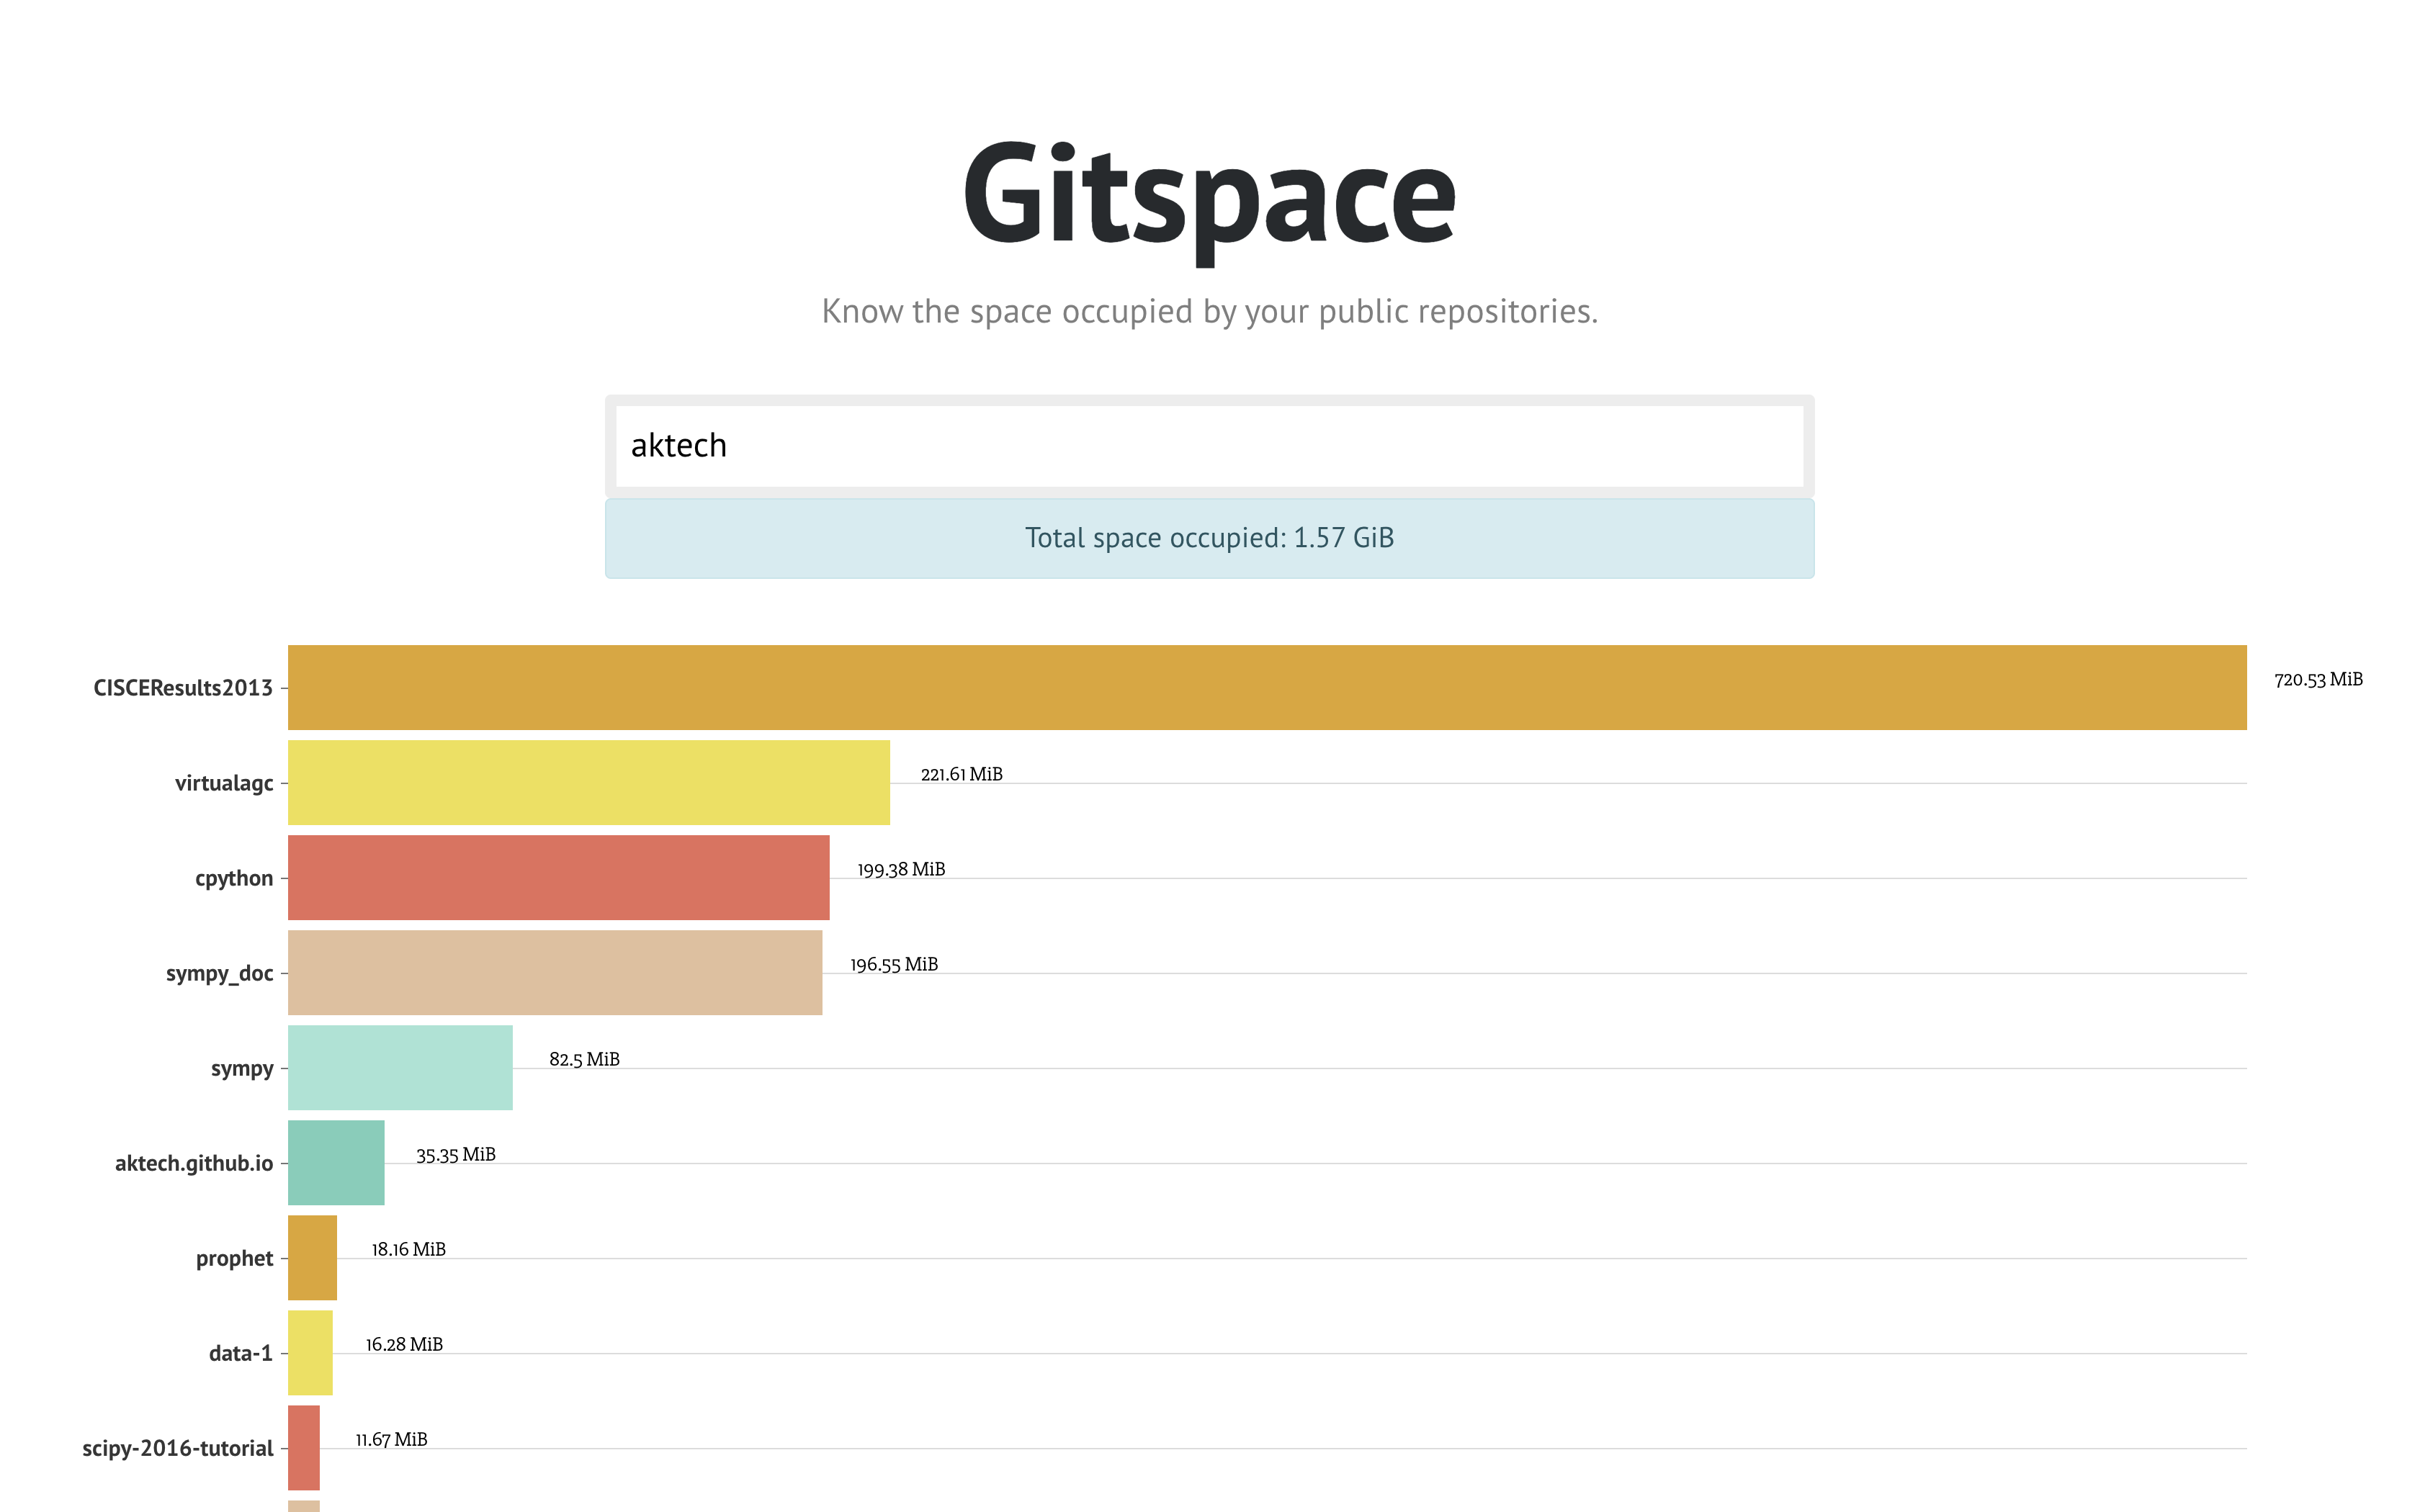 Gitspace
Know the space occupied by your public repositories.
aktech
Total space occupied: 1.57 GiB
CISCEResults2013 720.53 MiB
virtualagc 221.61 MiB
cpython 199.38 MiB
sympy_doc 196.55 MiB
sympy 82.5 MiB
aktech.github.io 35.35 MiB
prophet 18.16 MiB
data-1 16.28 MiB
scipy-2016-tutorial 11.67 MiB